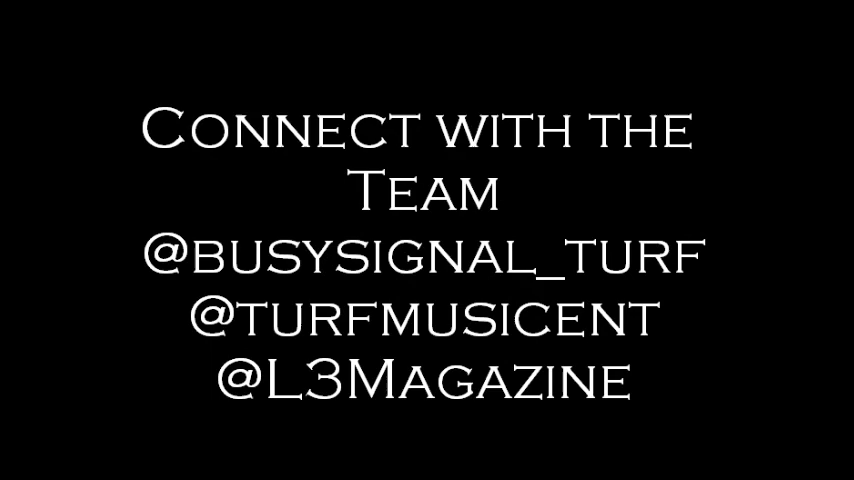 Connect with the
Team
@busysignal_turf
@turfmusicent
@L3Magazine